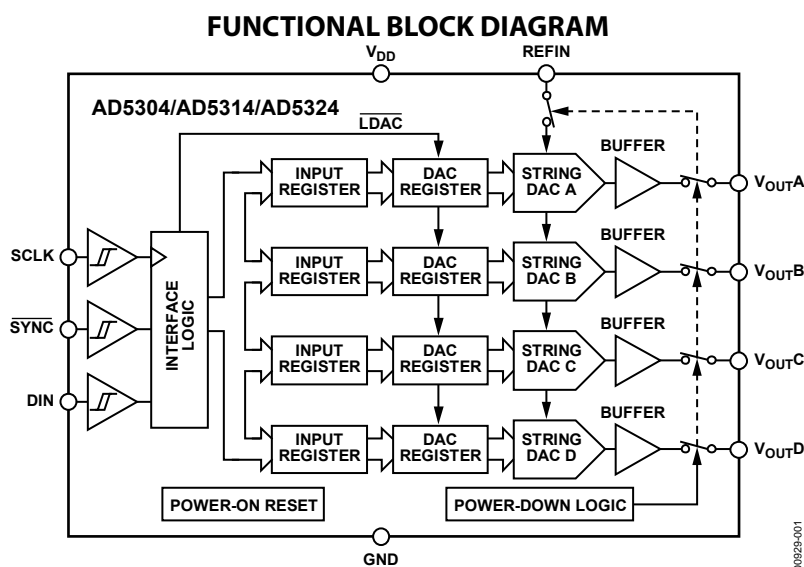 FUNCTIONAL BLOCK DIAGRAM
VDD
REFIN
AD5304/AD5314/AD5324
LDAC
INPUT
REGISTER
DAC
REGISTER
STRING
DAC A
BUFFER
VOUTA
SCLK
INPUT
REGISTER
DAC
REGISTER
STRING
DAC B
BUFFER
VOUTB
SYNC
INTERFACE
LOGIC
INPUT
REGISTER
DAC
REGISTER
STRING
DAC C
BUFFER
VOUTC
DIN
INPUT
REGISTER
DAC
REGISTER
STRING
DAC D
BUFFER
VOUTD
POWER-ON RESET
POWER-DOWN LOGIC
GND
00929-001